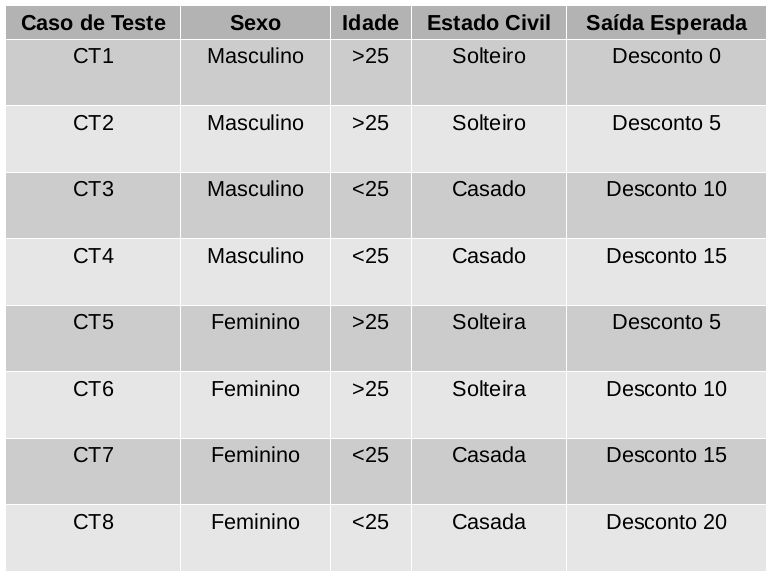 Caso de Teste Sexo Idade Estado Civil Saída Esperada
CT1 Masculino >25 Solteiro Desconto 0
CT2 Masculino >25 Solteiro Desconto 5
CT3 Masculino <25 Casado Desconto 10
CT4 Masculino <25 Casado Desconto 15
CT5 Feminino >25 Solteira Desconto 5
CT6 Feminino >25 Solteira Desconto 10
CT7 Feminino <25 Casada Desconto 15
CT8 Feminino <25 Casada Desconto 20